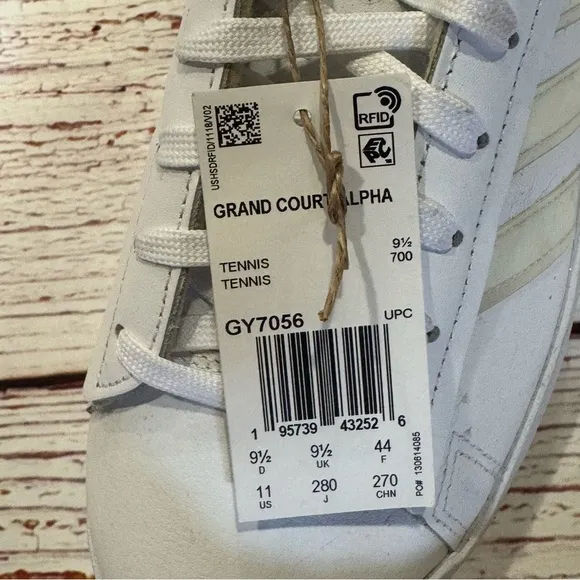 USHSDRFID/1118/V02
RFID
EPC
GRAND COURT ALPHA
TENNIS 9½
TENNIS 700
GY7056 UPC
1 95739 43252 6
9½ 9½ 44
D UK F
11 280 270
US J CHN
PO# 130614085